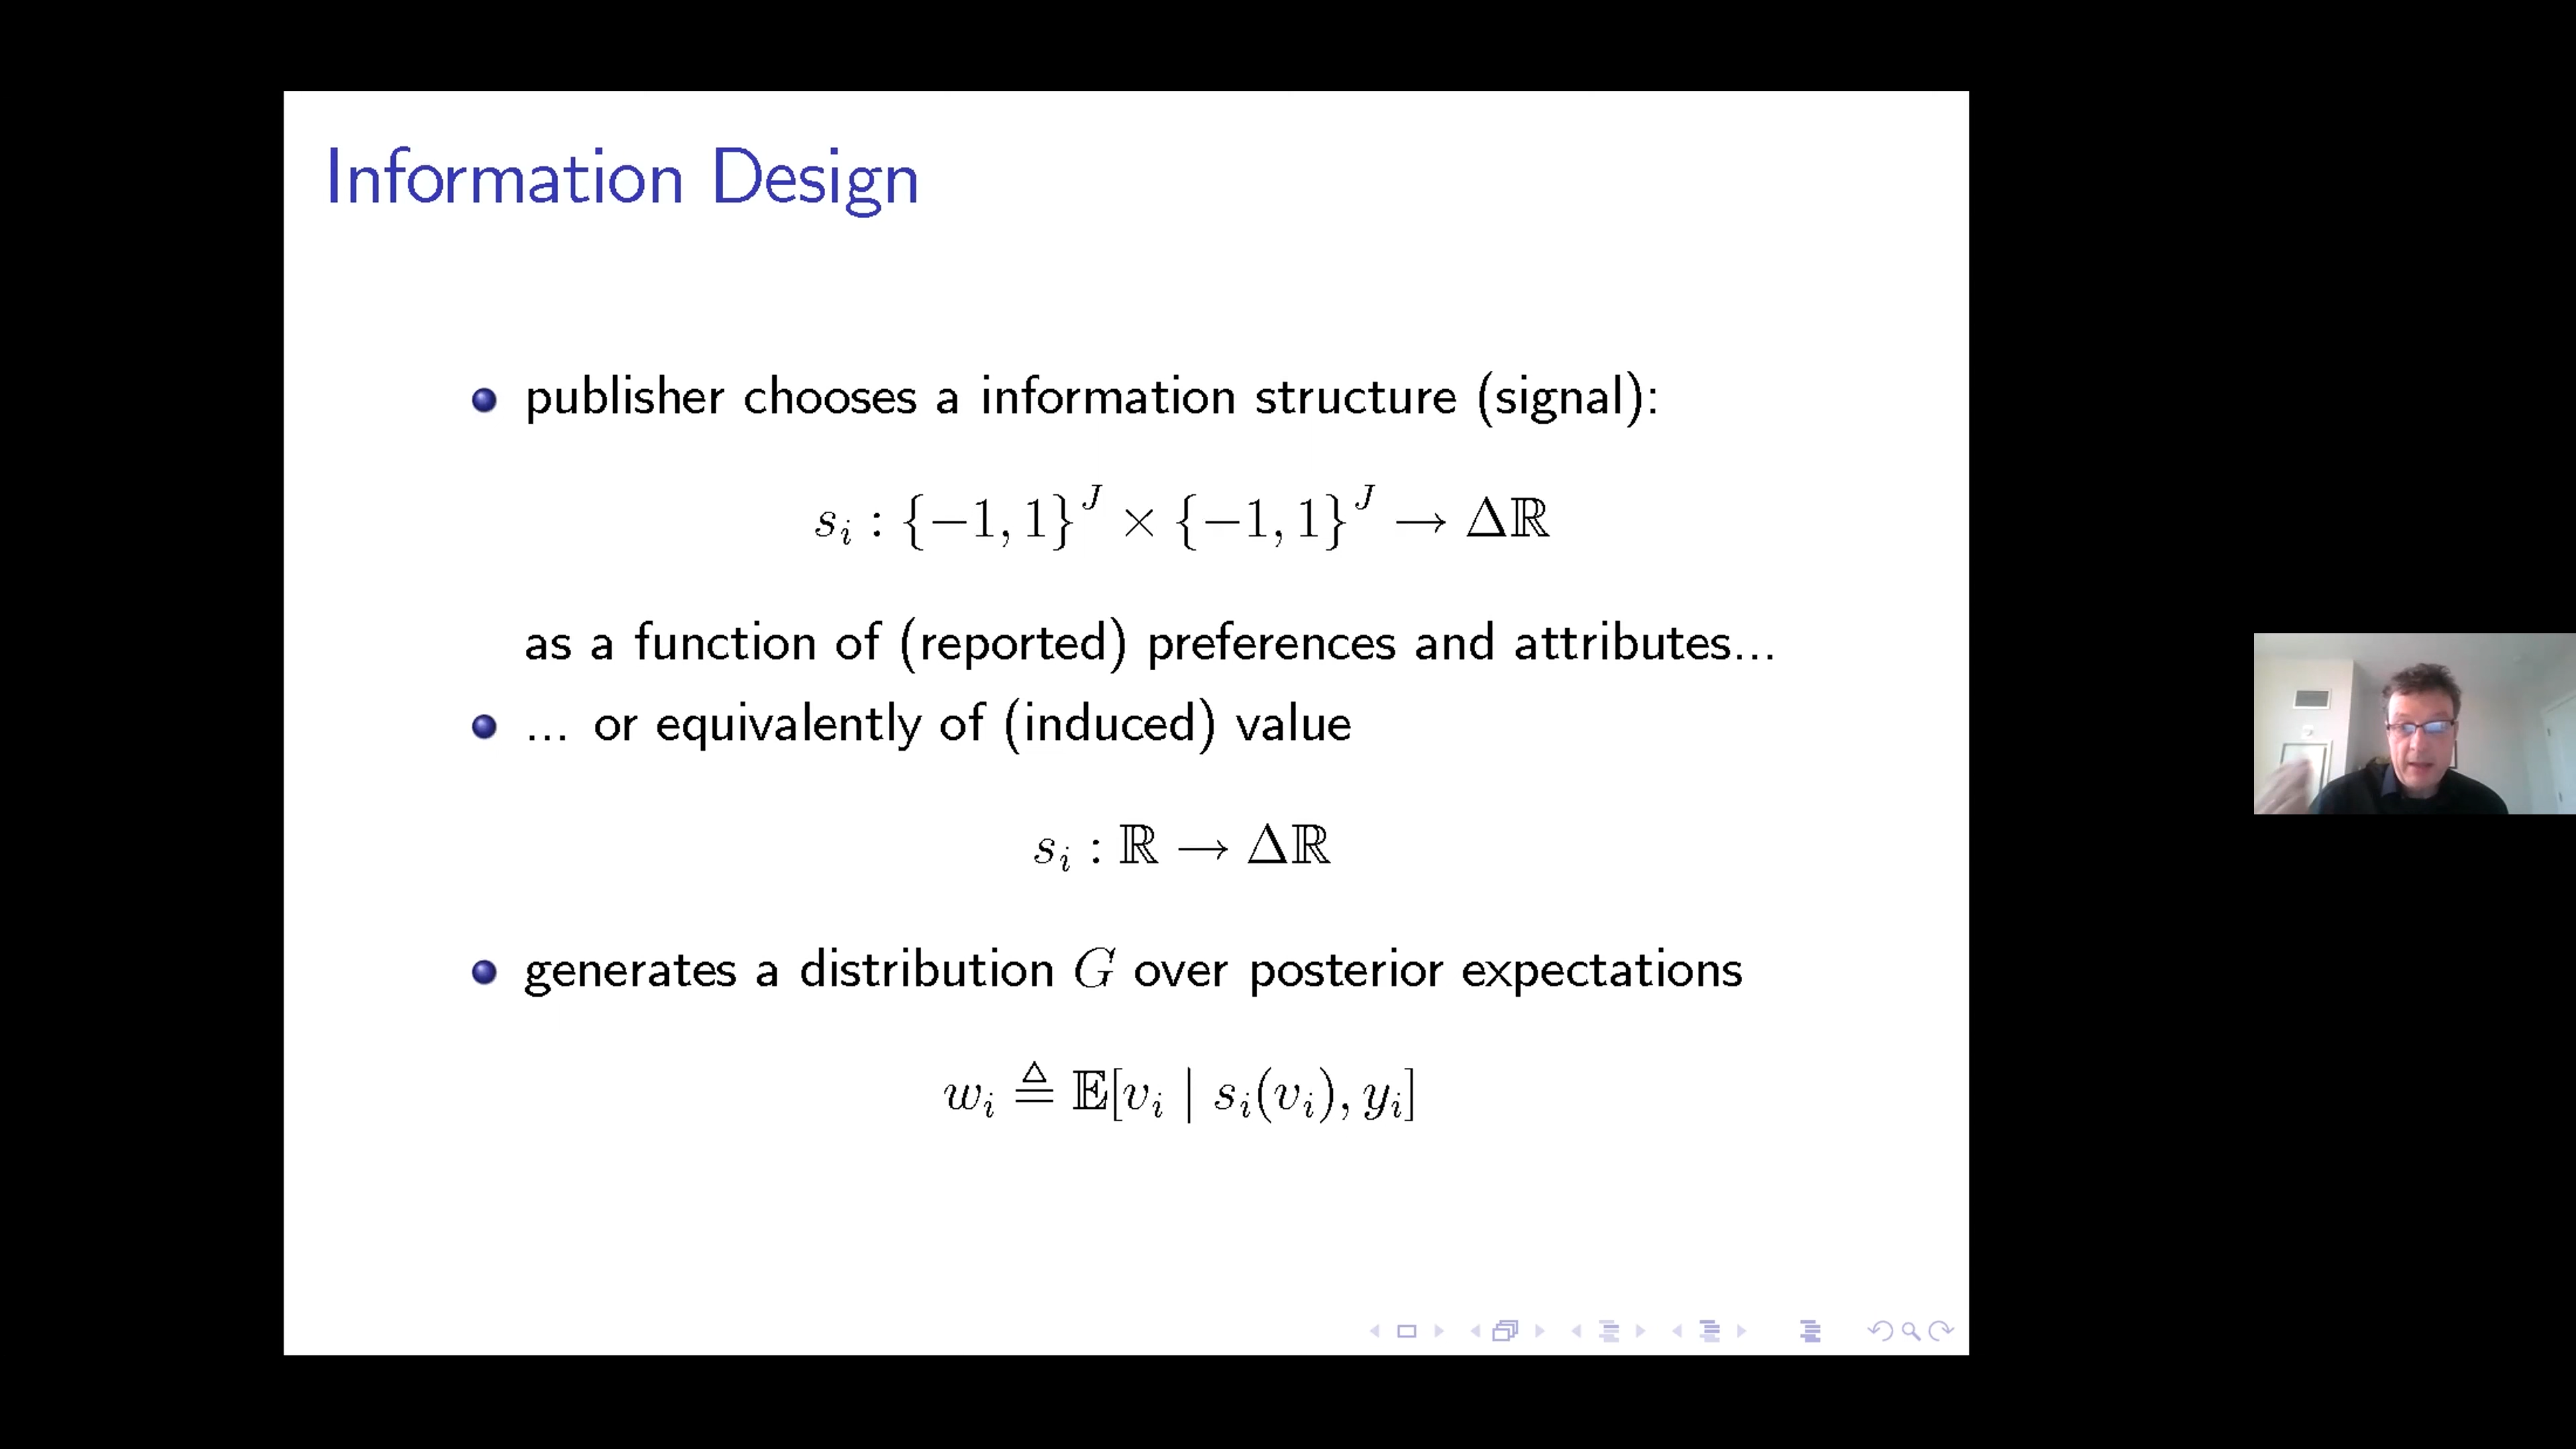 Information Design
publisher chooses a information structure (signal):
s_i : {−1, 1}^J × {−1, 1}^J → Δℝ
as a function of (reported) preferences and attributes...
... or equivalently of (induced) value
s_i : ℝ → Δℝ
generates a distribution G over posterior expectations
w_i ≜ 𝔼[v_i | s_i(v_i), y_i]